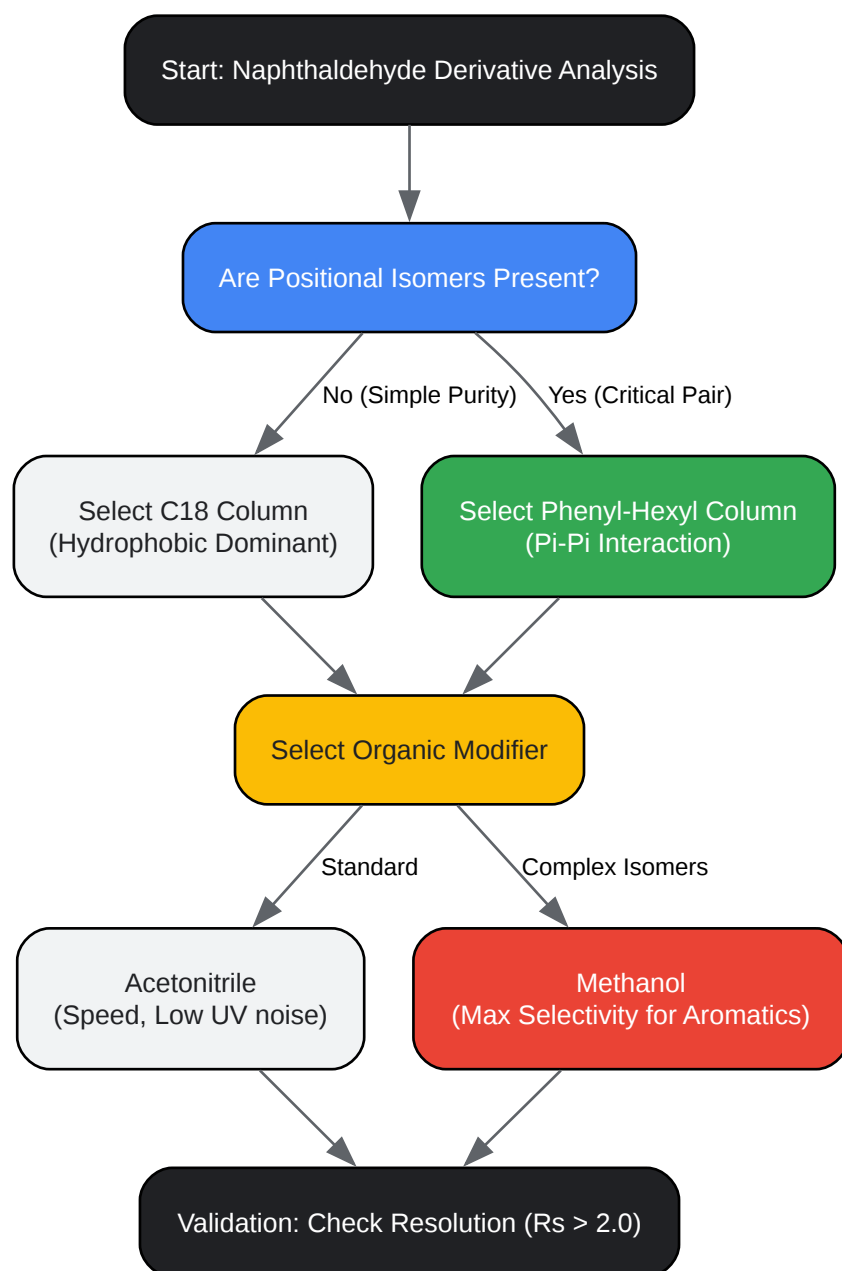 Start: Naphthaldehyde Derivative Analysis
Are Positional Isomers Present?
No (Simple Purity)
Yes (Critical Pair)
Select C18 Column
(Hydrophobic Dominant)
Select Phenyl-Hexyl Column
(Pi-Pi Interaction)
Select Organic Modifier
Standard
Complex Isomers
Acetonitrile
(Speed, Low UV noise)
Methanol
(Max Selectivity for Aromatics)
Validation: Check Resolution (Rs > 2.0)